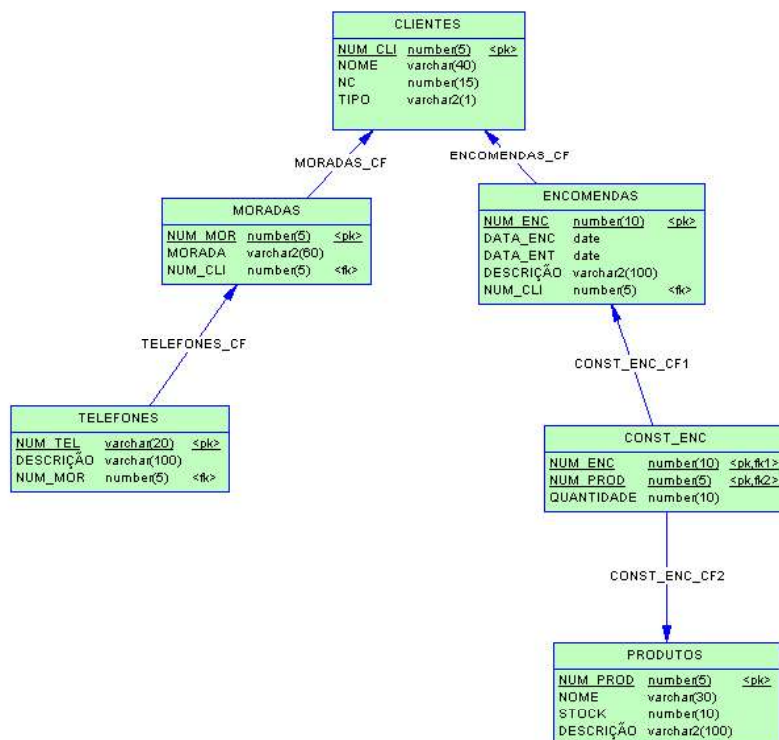 CLIENTES
NUM_CLI number(5) <pk>
NOME varchar(40)
NC number(15)
TIPO varchar2(1)
MORADAS_CF
ENCOMENDAS_CF
MORADAS
NUM_MOR number(5) <pk>
MORADA varchar2(60)
NUM_CLI number(5) <fk>
ENCOMENDAS
NUM_ENC number(10) <pk>
DATA_ENC date
DATA_ENT date
DESCRIÇÃO varchar2(100)
NUM_CLI number(5) <fk>
TELEFONES_CF
CONST_ENC_CF1
TELEFONES
NUM_TEL varchar(20) <pk>
DESCRIÇÃO varchar(100)
NUM_MOR number(5) <fk>
CONST_ENC
NUM_ENC number(10) <pk,fk1>
NUM_PROD number(5) <pk,fk2>
QUANTIDADE number(10)
CONST_ENC_CF2
PRODUTOS
NUM_PROD number(5) <pk>
NOME varchar(30)
STOCK number(10)
DESCRIÇÃO varchar2(100)